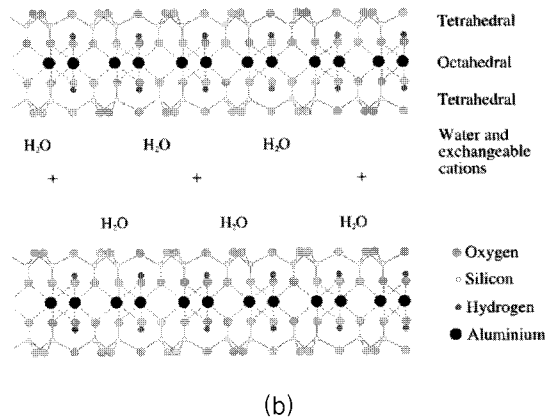 Tetrahedral
Octahedral
Tetrahedral
H₂O H₂O H₂O
Water and
exchangeable
cations
+ + +
H₂O H₂O H₂O
Oxygen
Silicon
Hydrogen
Aluminium
(b)